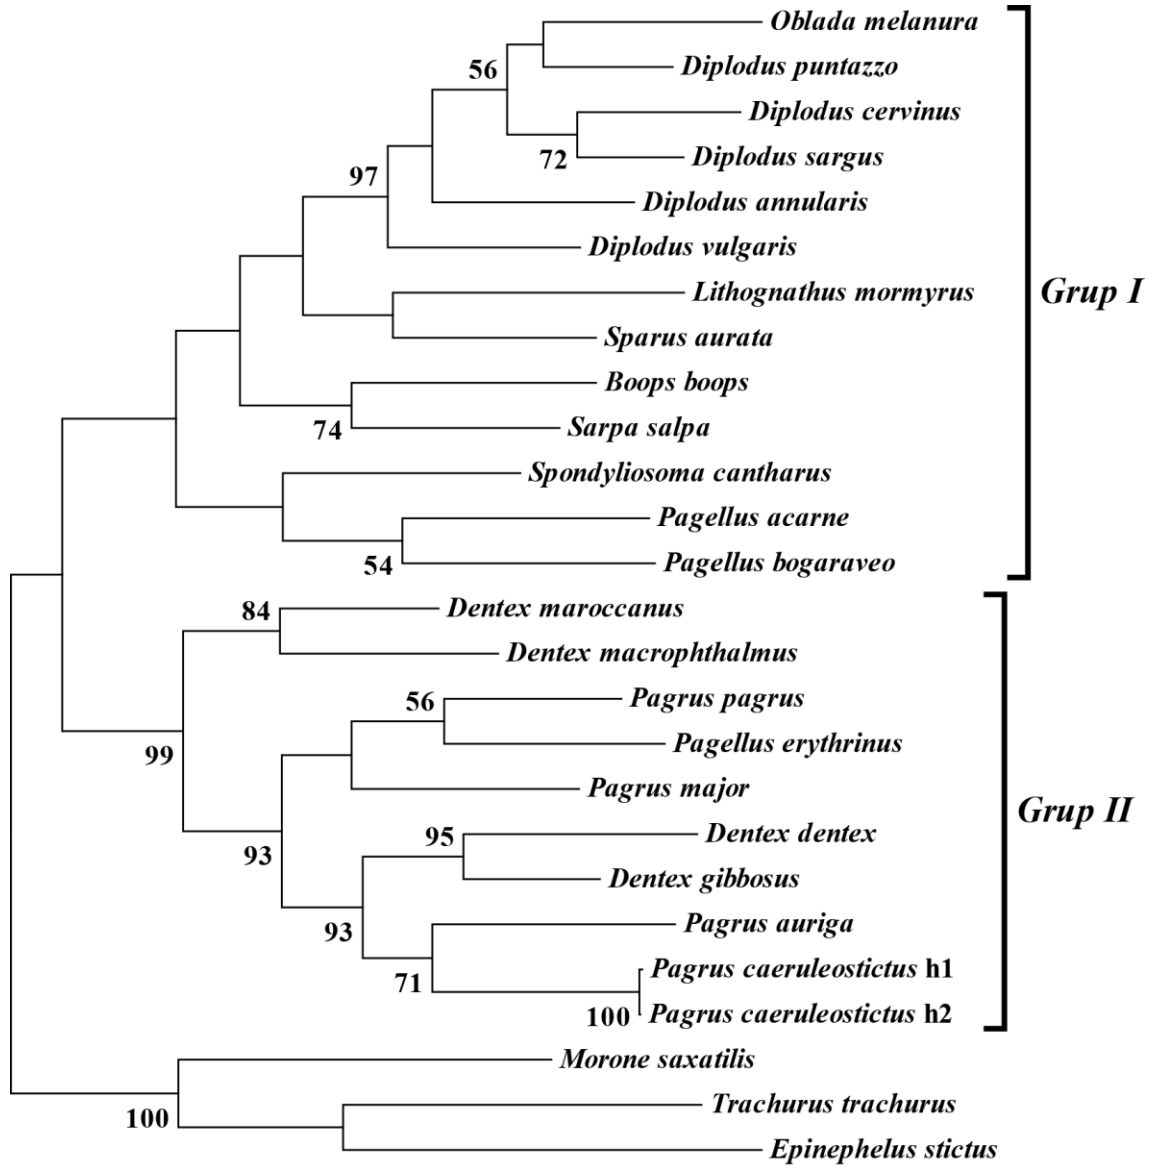 Oblada melanura
56
Diplodus puntazzo
Diplodus cervinus
72
Diplodus sargus
97
Diplodus annularis
Diplodus vulgaris
Lithognathus mormyrus
Grup I
Sparus aurata
Boops boops
74
Sarpa salpa
Spondyliosoma cantharus
Pagellus acarne
54
Pagellus bogaraveo
84
Dentex maroccanus
Dentex macrophthalmus
56
Pagrus pagrus
Pagellus erythrinus
99
Pagrus major
Grup II
95
Dentex dentex
93
Dentex gibbosus
93
Pagrus auriga
Pagrus caeruleostictus h1
71
100
Pagrus caeruleostictus h2
Morone saxatilis
100
Trachurus trachurus
Epinephelus stictus